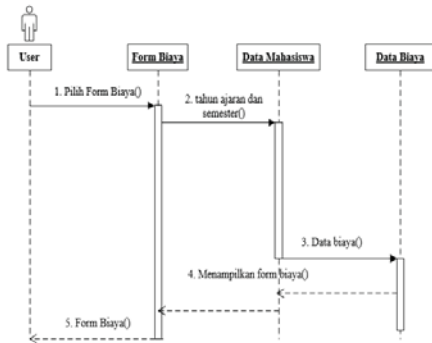 User
Form Biaya
Data Mahasiswa
Data Biaya
1. Pilih Form Biaya()
2. tahun ajaran dan
semester()
3. Data biaya()
4. Menampilkan form biaya()
5. Form Biaya()